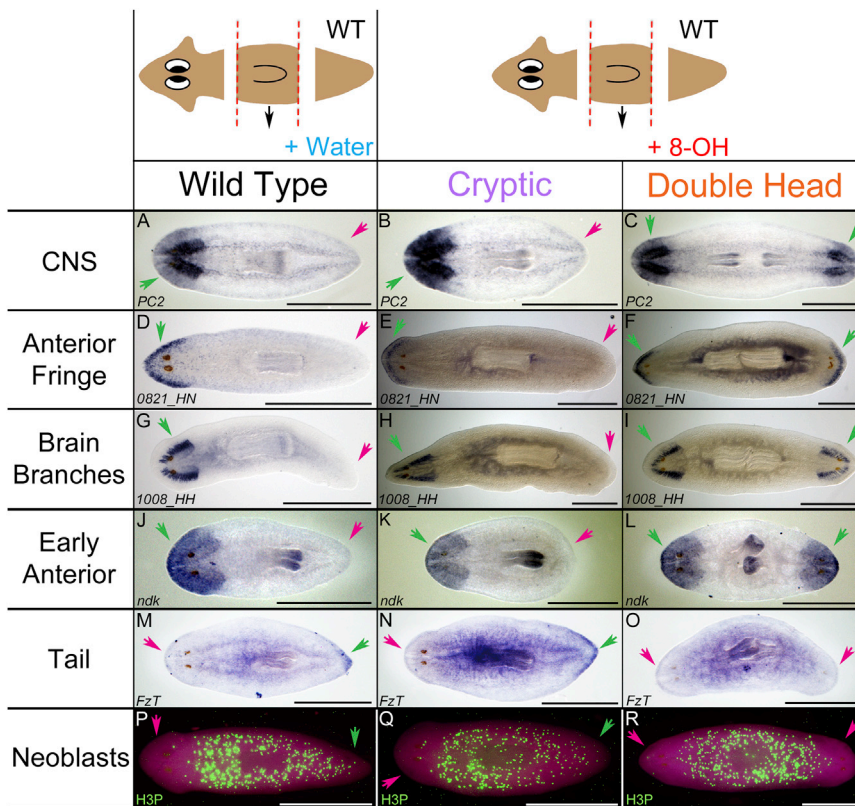 WT
WT
+ Water
+ 8-OH
Wild Type
Cryptic
Double Head
CNS
A
PC2
B
PC2
C
PC2
Anterior
Fringe
D
0821_HN
E
0821_HN
F
0821_HN
Brain
Branches
G
1008_HH
H
1008_HH
I
1008_HH
Early
Anterior
J
ndk
K
ndk
L
ndk
Tail
M
FzT
N
FzT
O
FzT
Neoblasts
P
H3P
Q
H3P
R
H3P